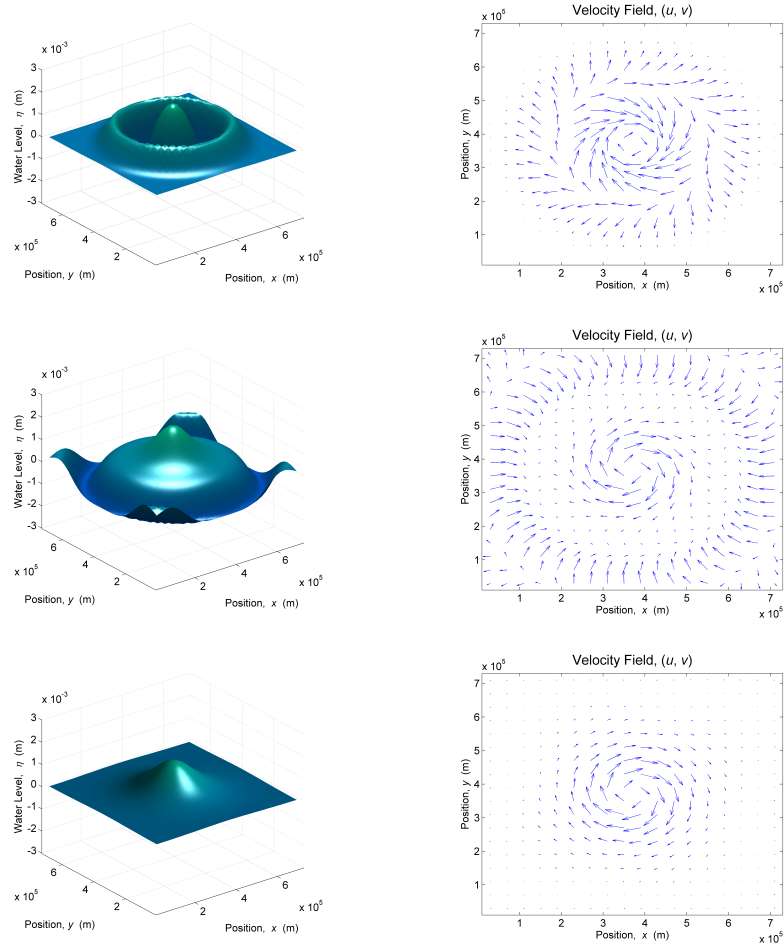 x 10⁻³
3
2
1
0
-1
-2
-3
Water Level, η (m)
6
4
2
x 10⁵
Position, y (m)
2
4
6
x 10⁵
Position, x (m)
Velocity Field, (u, v)
x 10⁵
7
6
5
4
3
2
1
Position, y (m)
1 2 3 4 5 6 7
Position, x (m)
x 10⁵
x 10⁻³
3
2
1
0
-1
-2
-3
Water Level, η (m)
6
4
2
x 10⁵
Position, y (m)
2
4
6
x 10⁵
Position, x (m)
Velocity Field, (u, v)
x 10⁵
7
6
5
4
3
2
1
Position, y (m)
1 2 3 4 5 6 7
Position, x (m)
x 10⁵
x 10⁻³
3
2
1
0
-1
-2
-3
Water Level, η (m)
6
4
2
x 10⁵
Position, y (m)
2
4
6
x 10⁵
Position, x (m)
Velocity Field, (u, v)
x 10⁵
7
6
5
4
3
2
1
Position, y (m)
1 2 3 4 5 6 7
Position, x (m)
x 10⁵